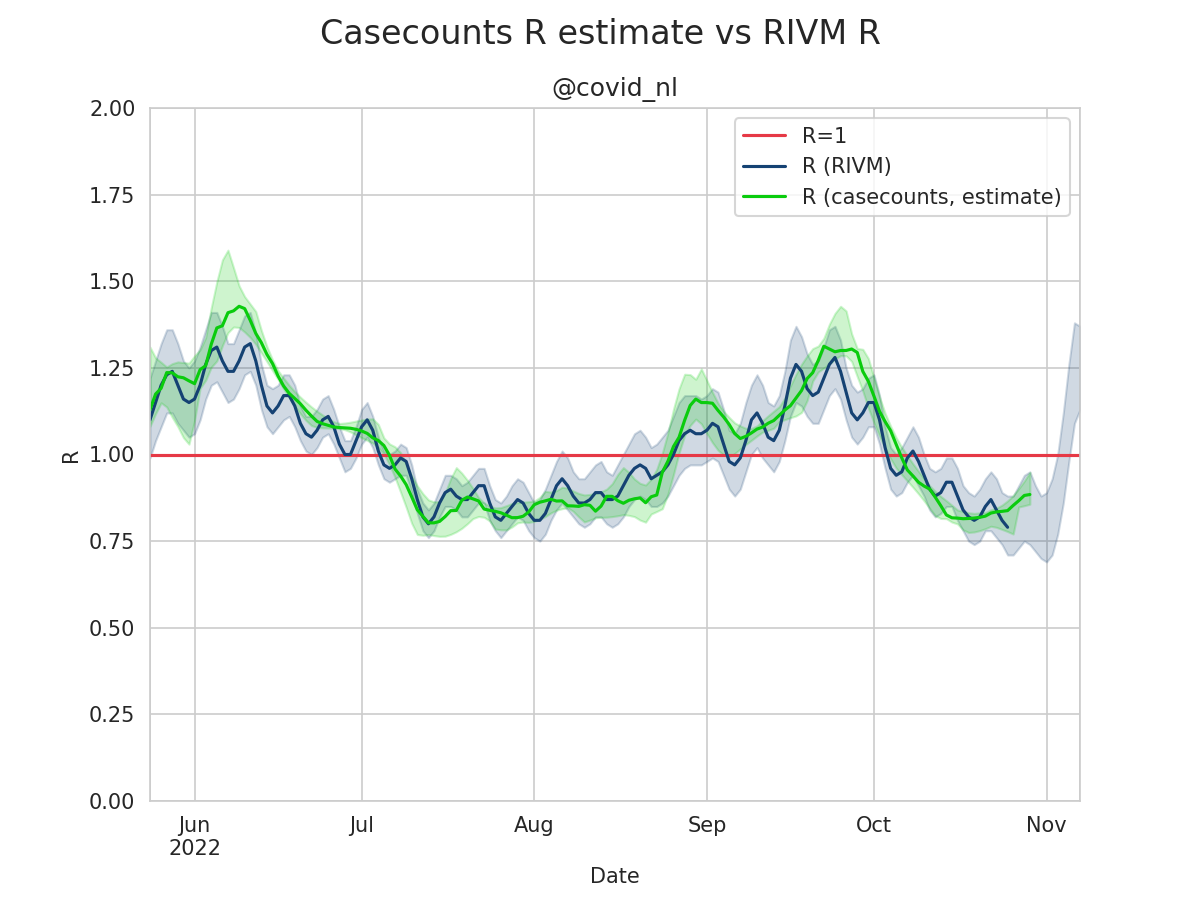 Casecounts R estimate vs RIVM R
@covid_nl
2.00
1.75
1.50
1.25
1.00
0.75
0.50
0.25
0.00
R
R=1
R (RIVM)
R (casecounts, estimate)
Jun Jul Aug Sep Oct Nov
2022
Date